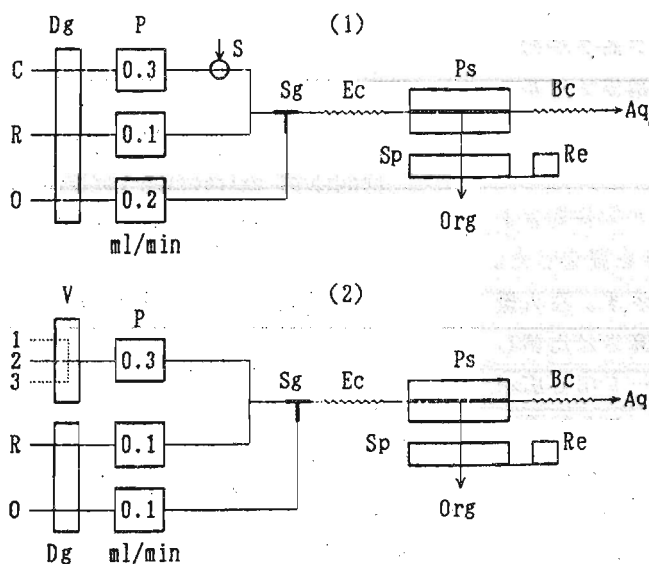 Dg P (1)
S
C 0.3 Sg Ec Ps Bc
Aq
R 0.1
Sp Re
O 0.2
Org
ml/min
V (2)
P
1
2 0.3 Sg Ec Ps Bc
3
Aq
R 0.1
Sp Re
O 0.1
Org
Dg ml/min